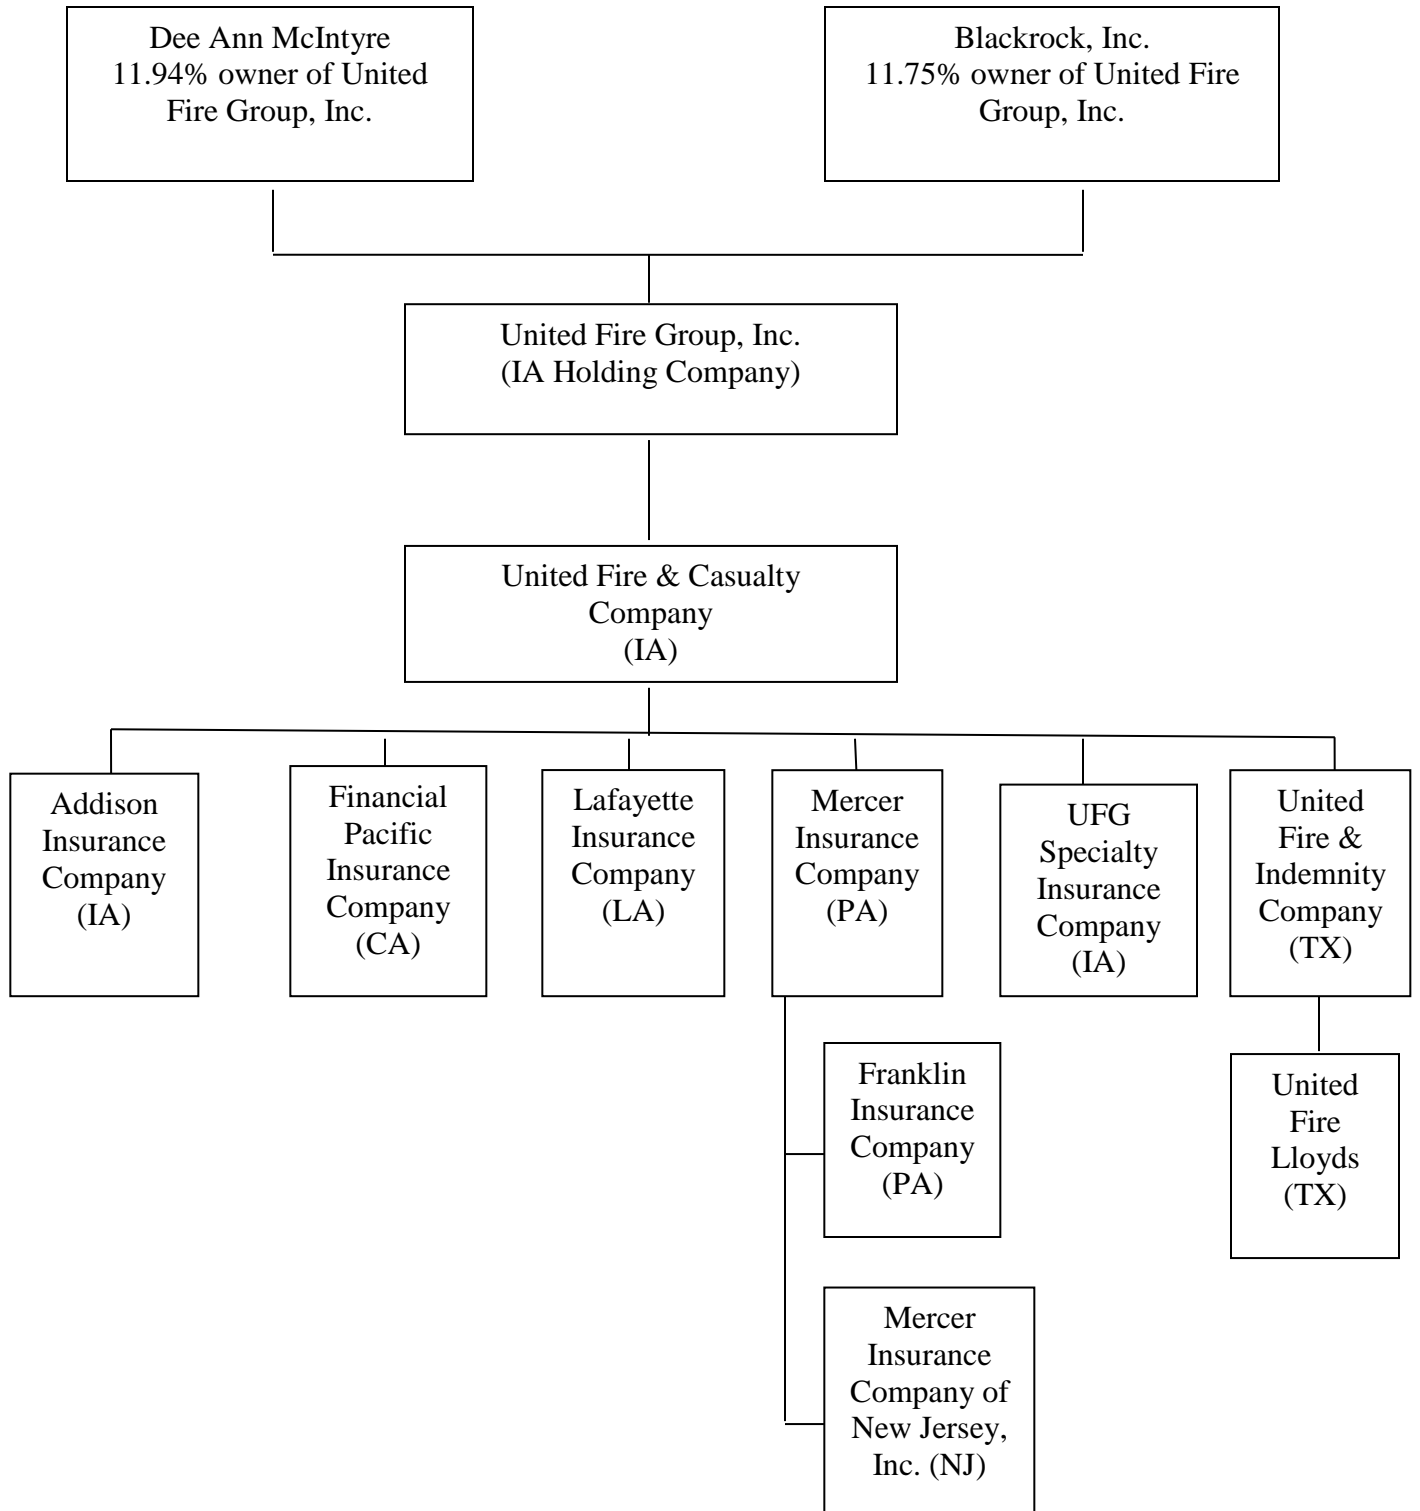 Dee Ann McIntyre
11.94% owner of United
Fire Group, Inc.
Blackrock, Inc.
11.75% owner of United Fire
Group, Inc.
United Fire Group, Inc.
(IA Holding Company)
United Fire & Casualty
Company
(IA)
Addison
Insurance
Company
(IA)
Financial
Pacific
Insurance
Company
(CA)
Lafayette
Insurance
Company
(LA)
Mercer
Insurance
Company
(PA)
UFG
Specialty
Insurance
Company
(IA)
United
Fire &
Indemnity
Company
(TX)
Franklin
Insurance
Company
(PA)
United
Fire
Lloyds
(TX)
Mercer
Insurance
Company of
New Jersey,
Inc. (NJ)